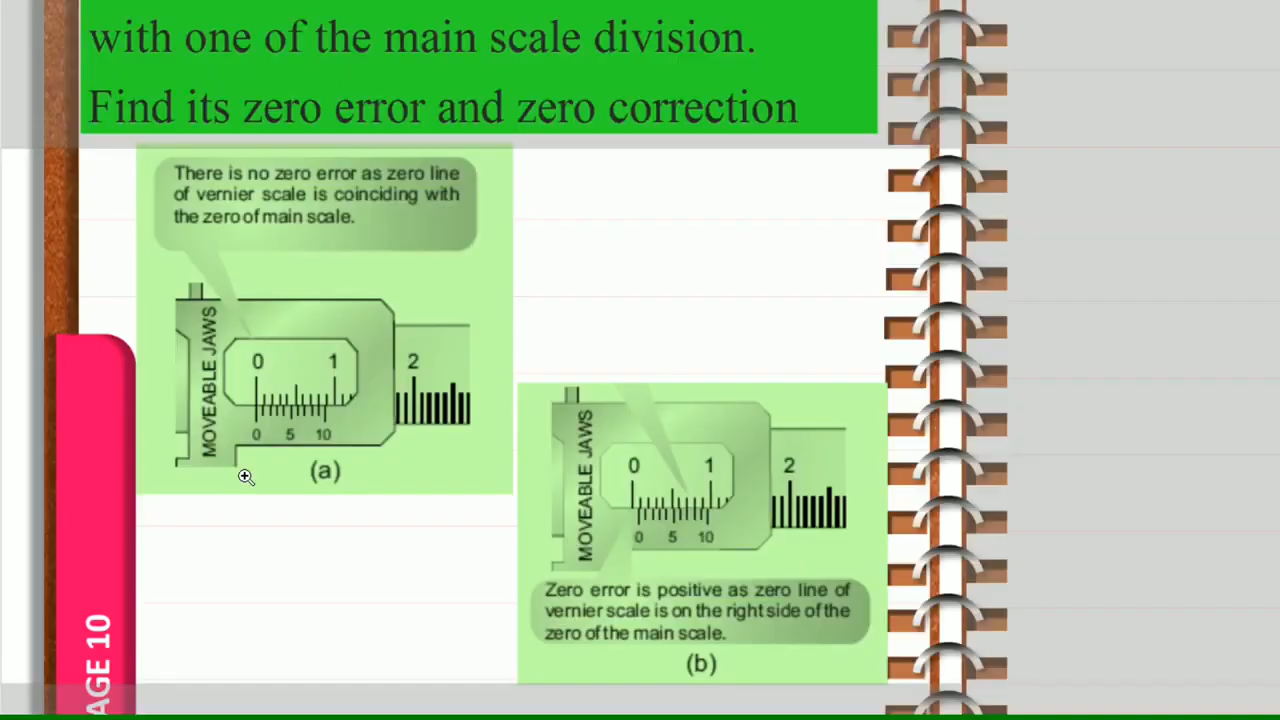 with one of the main scale division.
Find its zero error and zero correction
There is no zero error as zero line
of vernier scale is coinciding with
the zero of main scale.
MOVEABLE JAWS
0 1 2
0 5 10
(a)
MOVEABLE JAWS
0 1 2
0 5 10
Zero error is positive as zero line of
vernier scale is on the right side of the
zero of the main scale.
(b)
AGE 10